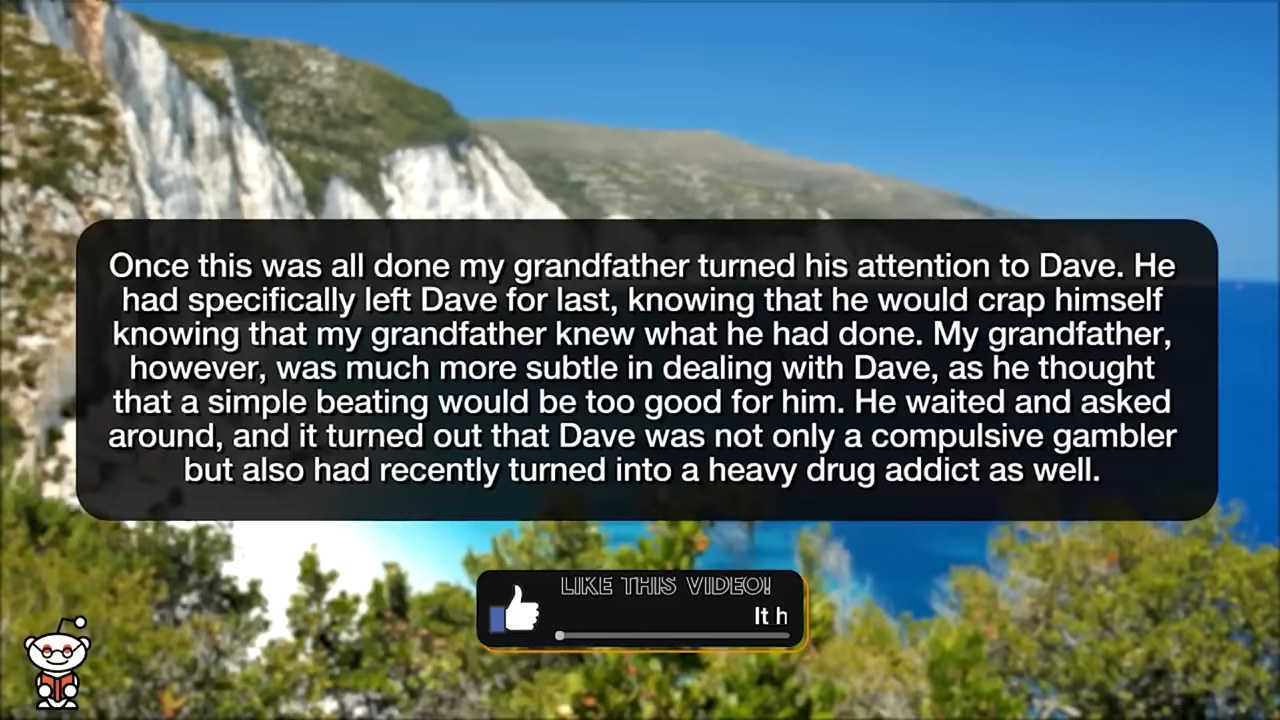 Once this was all done my grandfather turned his attention to Dave. He
had specifically left Dave for last, knowing that he would crap himself
knowing that my grandfather knew what he had done. My grandfather,
however, was much more subtle in dealing with Dave, as he thought
that a simple beating would be too good for him. He waited and asked
around, and it turned out that Dave was not only a compulsive gambler
but also had recently turned into a heavy drug addict as well.
LIKE THIS VIDEO!
It h